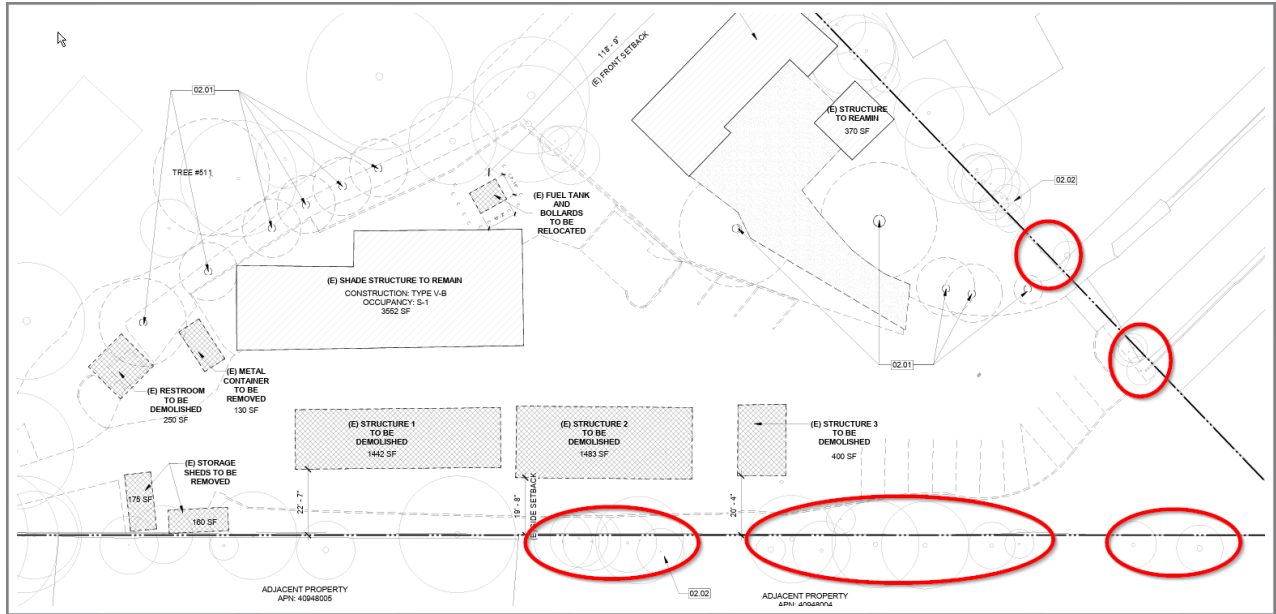 118' - 9"
(E) FRONT SETBACK
02.01
TREE #511
(E) STRUCTURE
TO REAMIN
370 SF
02.02
(E) FUEL TANK
AND
BOLLARDS
TO BE
RELOCATED
(E) SHADE STRUCTURE TO REMAIN
CONSTRUCTION: TYPE V-B
OCCUPANCY: S-1
3552 SF
02.01
(E) METAL
CONTAINER
TO BE
REMOVED
130 SF
(E) RESTROOM
TO BE
DEMOLISHED
250 SF
(E) STRUCTURE 1
TO BE
DEMOLISHED
1442 SF
(E) STRUCTURE 2
TO BE
DEMOLISHED
1483 SF
(E) STRUCTURE 3
TO BE
DEMOLISHED
400 SF
(E) STORAGE
SHEDS TO BE
REMOVED
175 SF
180 SF
22' - 7"
19' - 8"
(E) SIDE SETBACK
20' - 4"
02.02
ADJACENT PROPERTY
APN: 40948005
ADJACENT PROPERTY
APN: 40948004